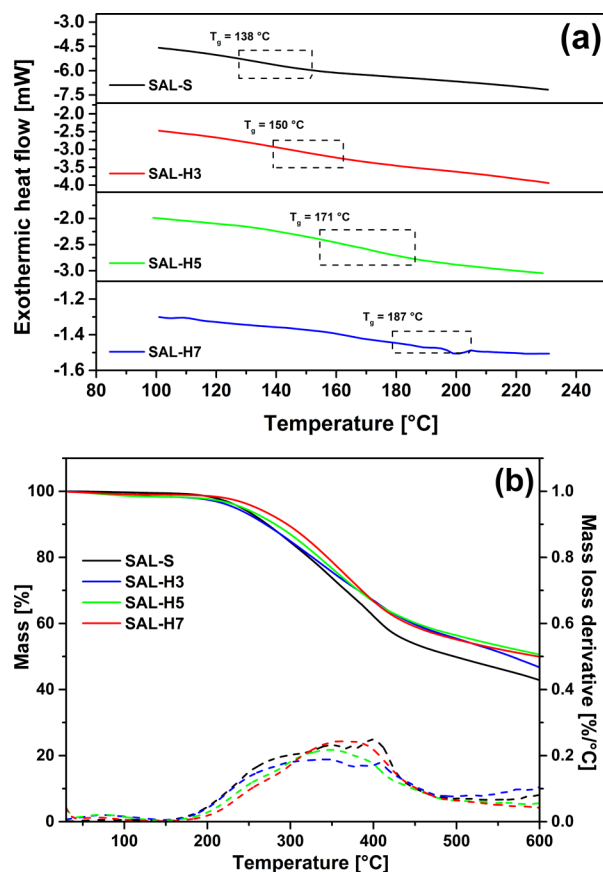 (a)
Exothermic heat flow [mW]
-3.0
-4.5
-6.0
-7.5
T_g = 138 °C
SAL-S
-2.0
-2.5
-3.0
-3.5
-4.0
T_g = 150 °C
SAL-H3
-2.0
-2.5
-3.0
T_g = 171 °C
SAL-H5
-1.2
-1.4
-1.6
T_g = 187 °C
SAL-H7
80 100 120 140 160 180 200 220 240
Temperature [°C]
(b)
Mass [%]
100
80
60
40
20
0
SAL-S
SAL-H3
SAL-H5
SAL-H7
1.0
0.8
0.6
0.4
0.2
0.0
Mass loss derivative [%/°C]
100 200 300 400 500 600
Temperature [°C]